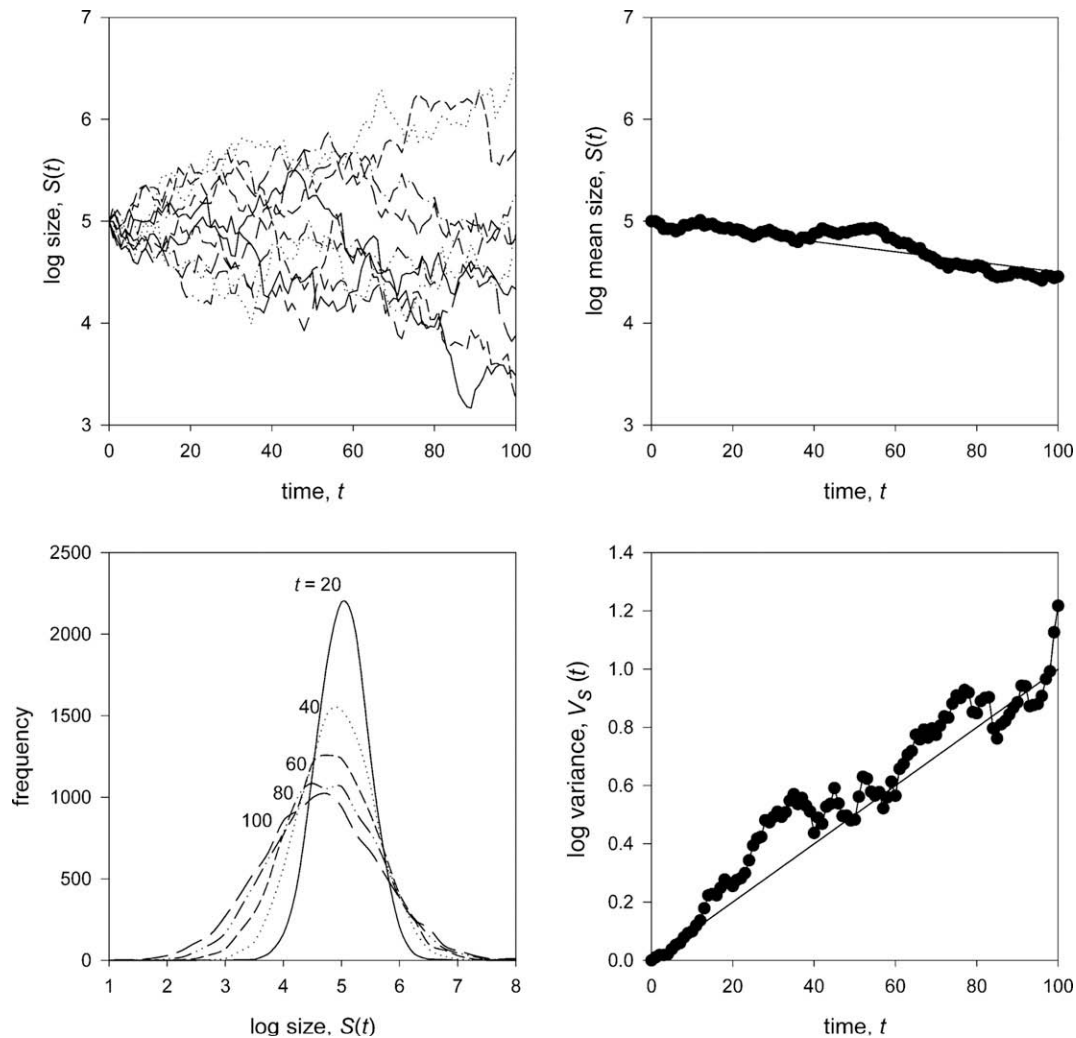 log size, S(t)
7
6
5
4
3
0 20 40 60 80 100
time, t
log mean size, S(t)
7
6
5
4
3
0 20 40 60 80 100
time, t
frequency
2500
2000
1500
1000
500
0
t = 20
40
60
80
100
1 2 3 4 5 6 7 8
log size, S(t)
log variance, VS (t)
1.4
1.2
1.0
0.8
0.6
0.4
0.2
0.0
0 20 40 60 80 100
time, t